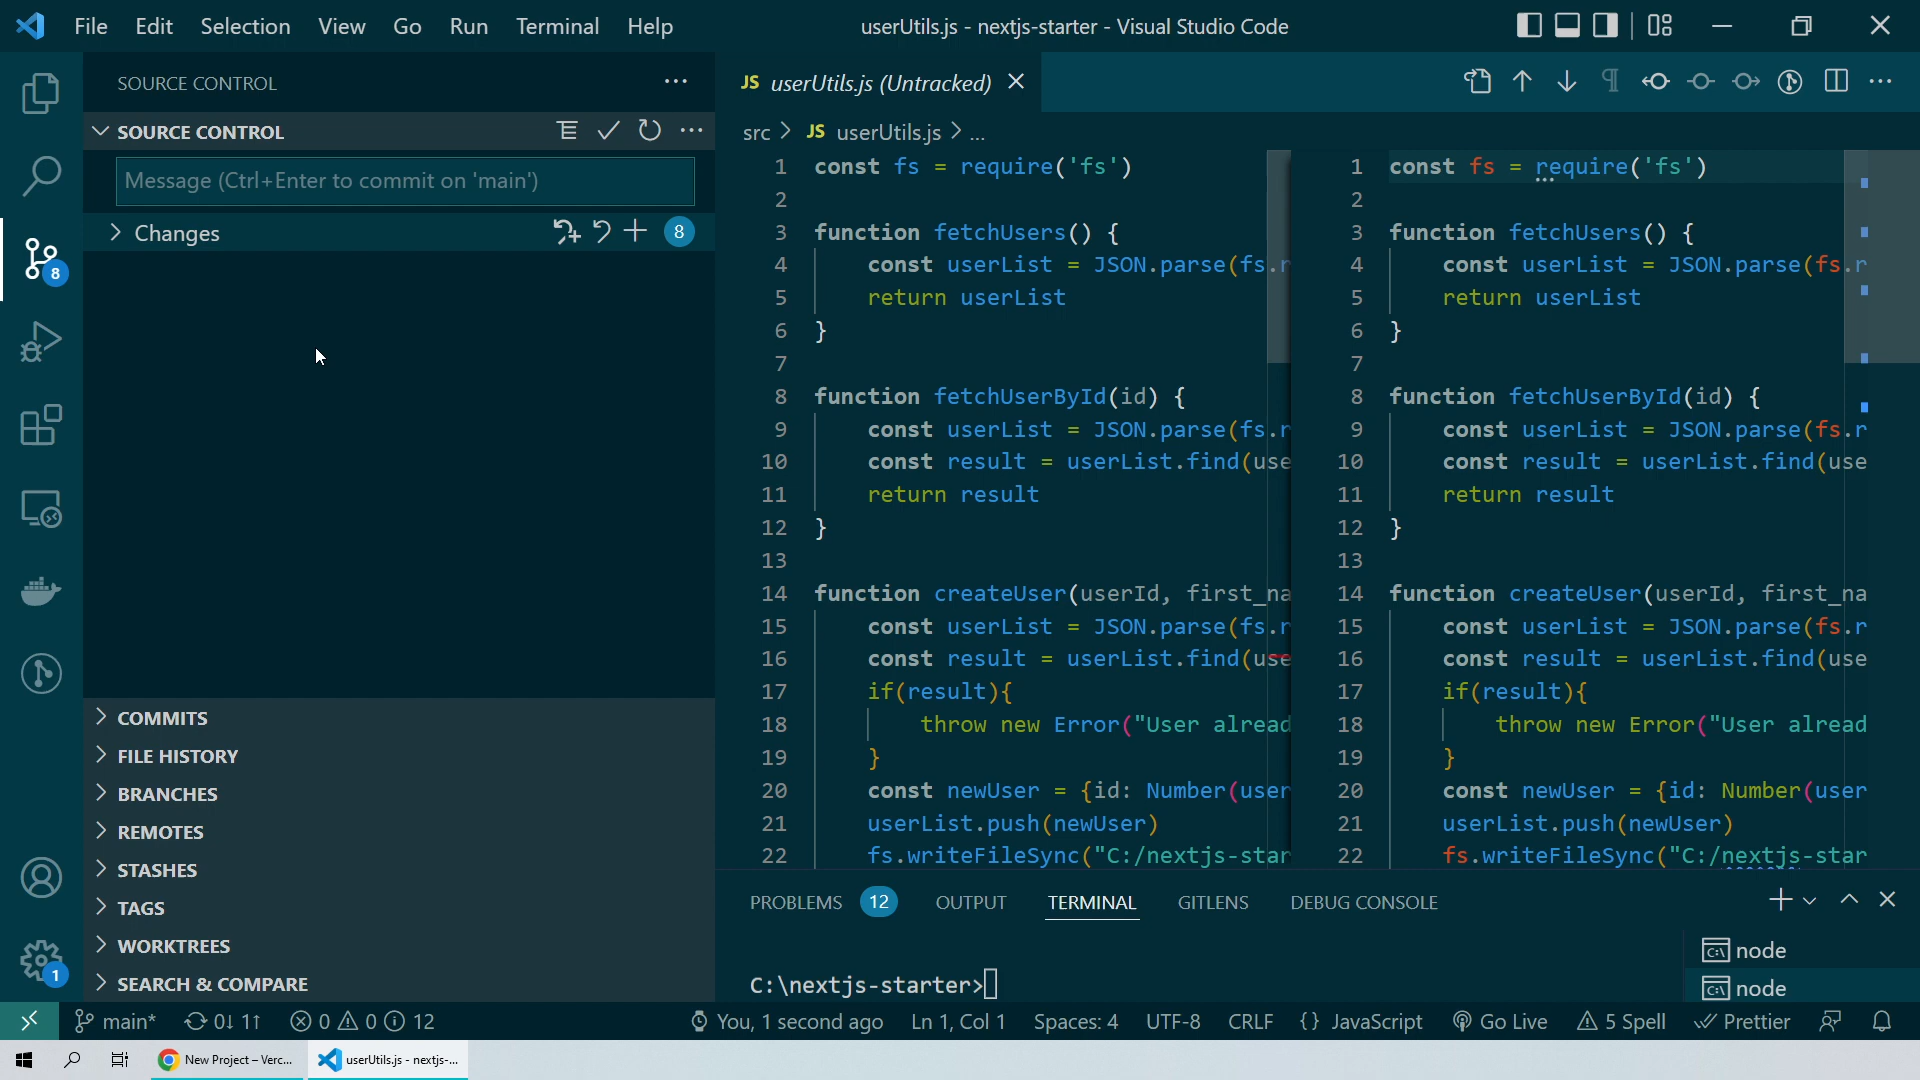 File Edit Selection View Go Run Terminal Help
userUtils.js - nextjs-starter - Visual Studio Code
SOURCE CONTROL
SOURCE CONTROL
Message (Ctrl+Enter to commit on 'main')
Changes 8
8
COMMITS
FILE HISTORY
BRANCHES
REMOTES
STASHES
TAGS
WORKTREES
SEARCH & COMPARE
1
JS userUtils.js (Untracked)
src > JS userUtils.js > ...
1 const fs = require('fs')
2
3 function fetchUsers() {
4 const userList = JSON.parse(fs.r
5 return userList
6 }
7
8 function fetchUserById(id) {
9 const userList = JSON.parse(fs.r
10 const result = userList.find(use
11 return result
12 }
13
14 function createUser(userId, first_na
15 const userList = JSON.parse(fs.r
16 const result = userList.find(use
17 if(result){
18 throw new Error("User alread
19 }
20 const newUser = {id: Number(user
21 userList.push(newUser)
22 fs.writeFileSync("C:/nextjs-star
1 const fs = require('fs')
2
3 function fetchUsers() {
4 const userList = JSON.parse(fs.r
5 return userList
6 }
7
8 function fetchUserById(id) {
9 const userList = JSON.parse(fs.r
10 const result = userList.find(use
11 return result
12 }
13
14 function createUser(userId, first_na
15 const userList = JSON.parse(fs.r
16 const result = userList.find(use
17 if(result){
18 throw new Error("User alread
19 }
20 const newUser = {id: Number(user
21 userList.push(newUser)
22 fs.writeFileSync("C:/nextjs-star
PROBLEMS 12 OUTPUT TERMINAL GITLENS DEBUG CONSOLE
C:\nextjs-starter>
node
node
main* 0↓ 1↑ 0 0 12 You, 1 second ago Ln 1, Col 1 Spaces: 4 UTF-8 CRLF {} JavaScript Go Live 5 Spell Prettier
New Project – Verc... userUtils.js - nextjs-...